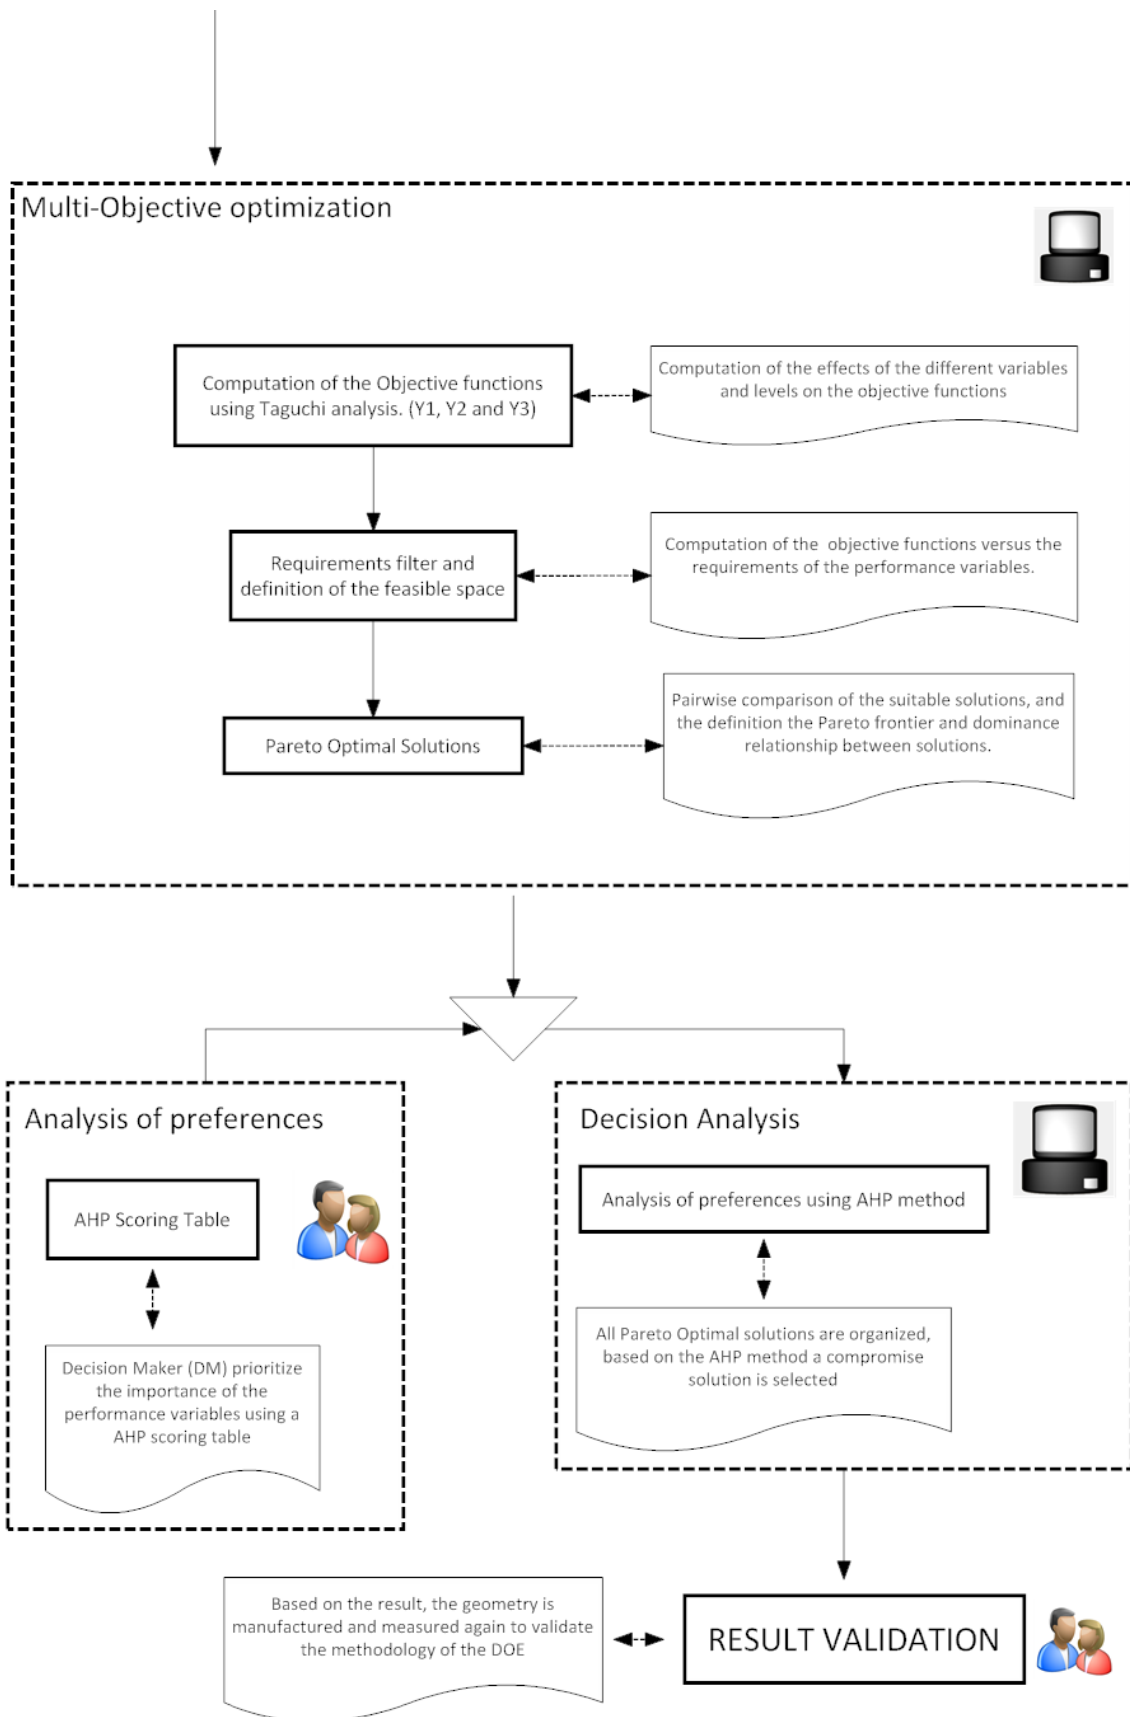 Multi-Objective optimization
Computation of the Objective functions
using Taguchi analysis. (Y1, Y2 and Y3)
Computation of the effects of the different variables
and levels on the objective functions
Requirements filter and
definition of the feasible space
Computation of the objective functions versus the
requirements of the performance variables.
Pareto Optimal Solutions
Pairwise comparison of the suitable solutions, and
the definition the Pareto frontier and dominance
relationship between solutions.
Analysis of preferences
AHP Scoring Table
Decision Maker (DM) prioritize
the importance of the
performance variables using a
AHP scoring table
Decision Analysis
Analysis of preferences using AHP method
All Pareto Optimal solutions are organized,
based on the AHP method a compromise
solution is selected
Based on the result, the geometry is
manufactured and measured again to validate
the methodology of the DOE
RESULT VALIDATION